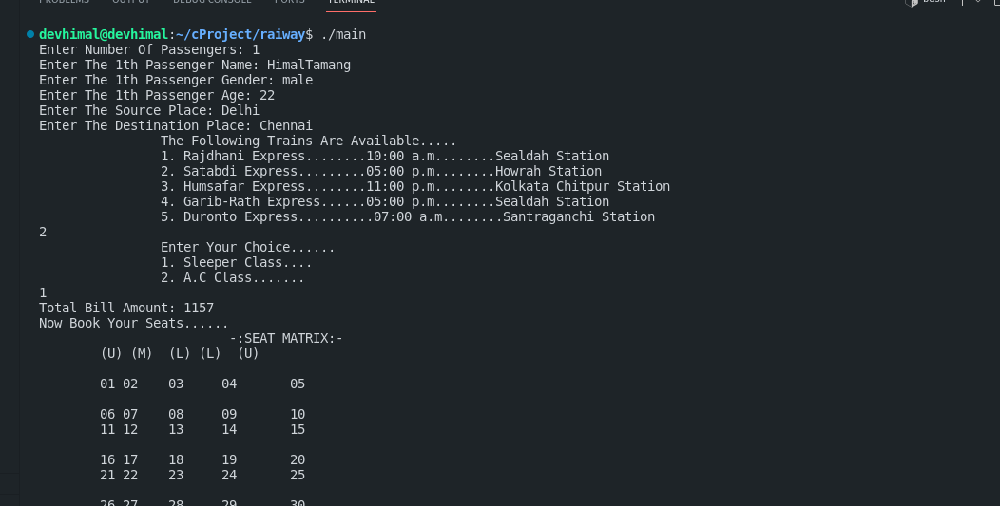 PROBLEMS OUTPUT DEBUG CONSOLE PORTS TERMINAL bash
devhimal@devhimal:~/cProject/raiway$ ./main
Enter Number Of Passengers: 1
Enter The 1th Passenger Name: HimalTamang
Enter The 1th Passenger Gender: male
Enter The 1th Passenger Age: 22
Enter The Source Place: Delhi
Enter The Destination Place: Chennai
The Following Trains Are Available.....
1. Rajdhani Express........10:00 a.m........Sealdah Station
2. Satabdi Express.........05:00 p.m........Howrah Station
3. Humsafar Express........11:00 p.m........Kolkata Chitpur Station
4. Garib-Rath Express......05:00 p.m........Sealdah Station
5. Duronto Express..........07:00 a.m........Santraganchi Station
2
Enter Your Choice......
1. Sleeper Class....
2. A.C Class.......
1
Total Bill Amount: 1157
Now Book Your Seats......
-:SEAT MATRIX:-
(U) (M) (L) (L) (U)
01 02 03 04 05
06 07 08 09 10
11 12 13 14 15
16 17 18 19 20
21 22 23 24 25
26 27 28 29 30